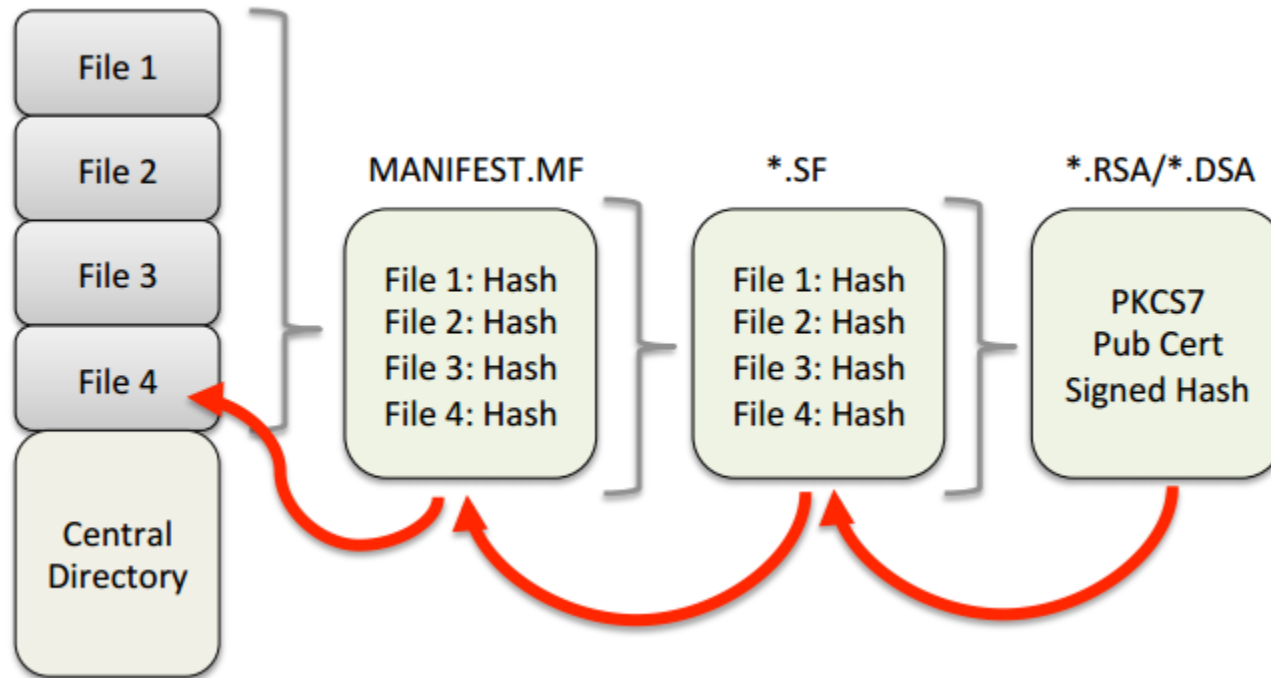 File 1
File 2
File 3
File 4
Central
Directory
MANIFEST.MF
File 1: Hash
File 2: Hash
File 3: Hash
File 4: Hash
*.SF
File 1: Hash
File 2: Hash
File 3: Hash
File 4: Hash
*.RSA/*.DSA
PKCS7
Pub Cert
Signed Hash